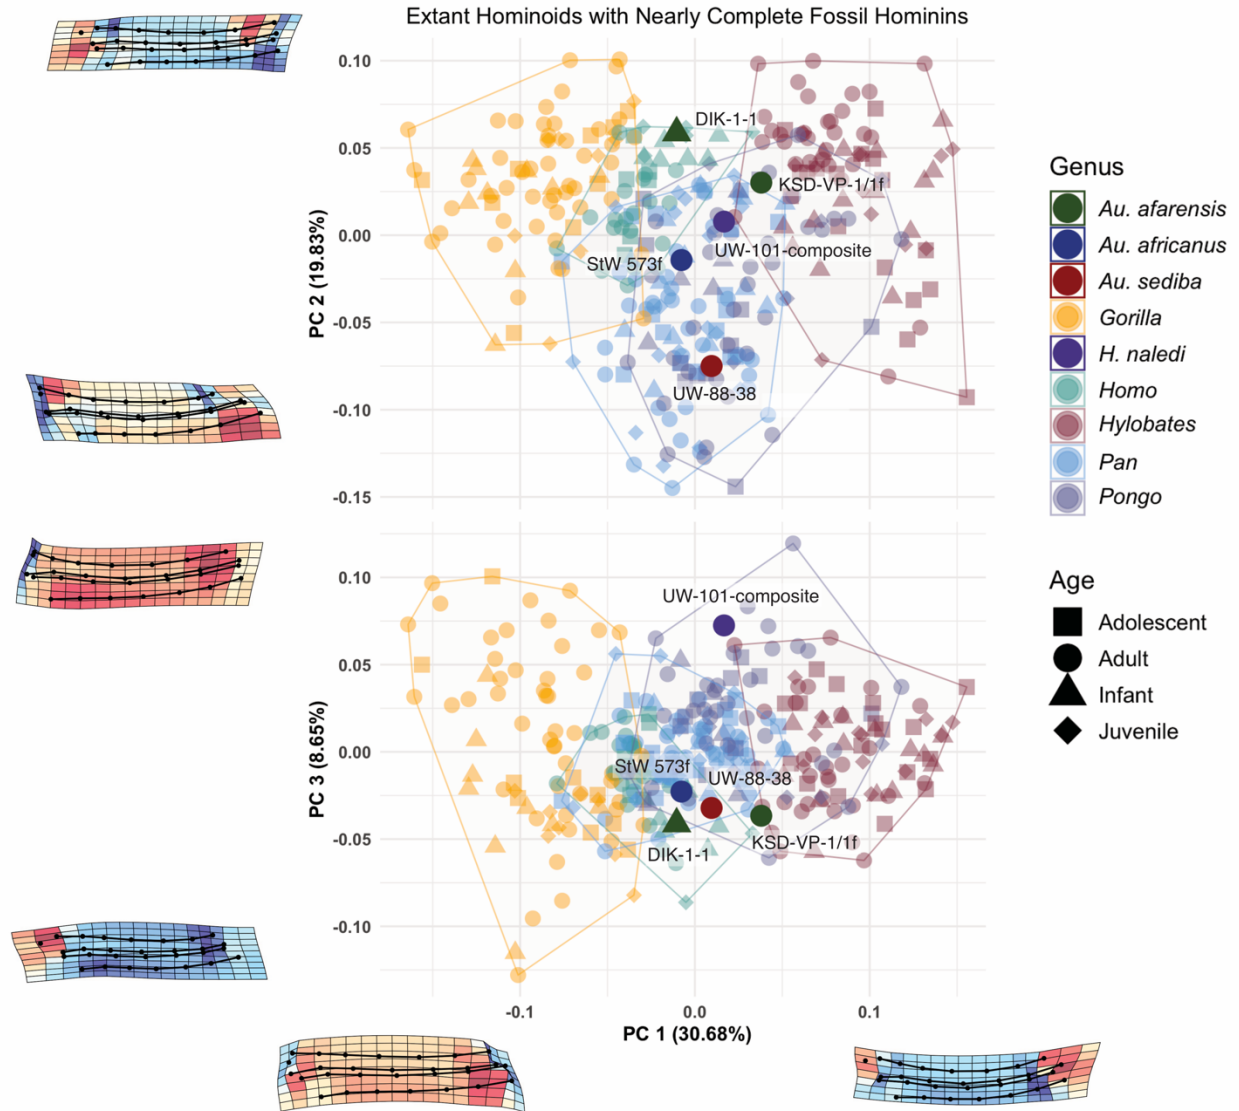 Extant Hominoids with Nearly Complete Fossil Hominins
0.10
0.05
0.00
-0.05
-0.10
-0.15
PC 2 (19.83%)
DIK-1-1
KSD-VP-1/1f
UW-101-composite
StW 573f
UW-88-38
0.10
0.05
0.00
-0.05
-0.10
PC 3 (8.65%)
UW-101-composite
StW 573f
UW-88-38
DIK-1-1
KSD-VP-1/1f
-0.1
0.0
0.1
PC 1 (30.68%)
Genus
Au. afarensis
Au. africanus
Au. sediba
Gorilla
H. naledi
Homo
Hylobates
Pan
Pongo
Age
Adolescent
Adult
Infant
Juvenile